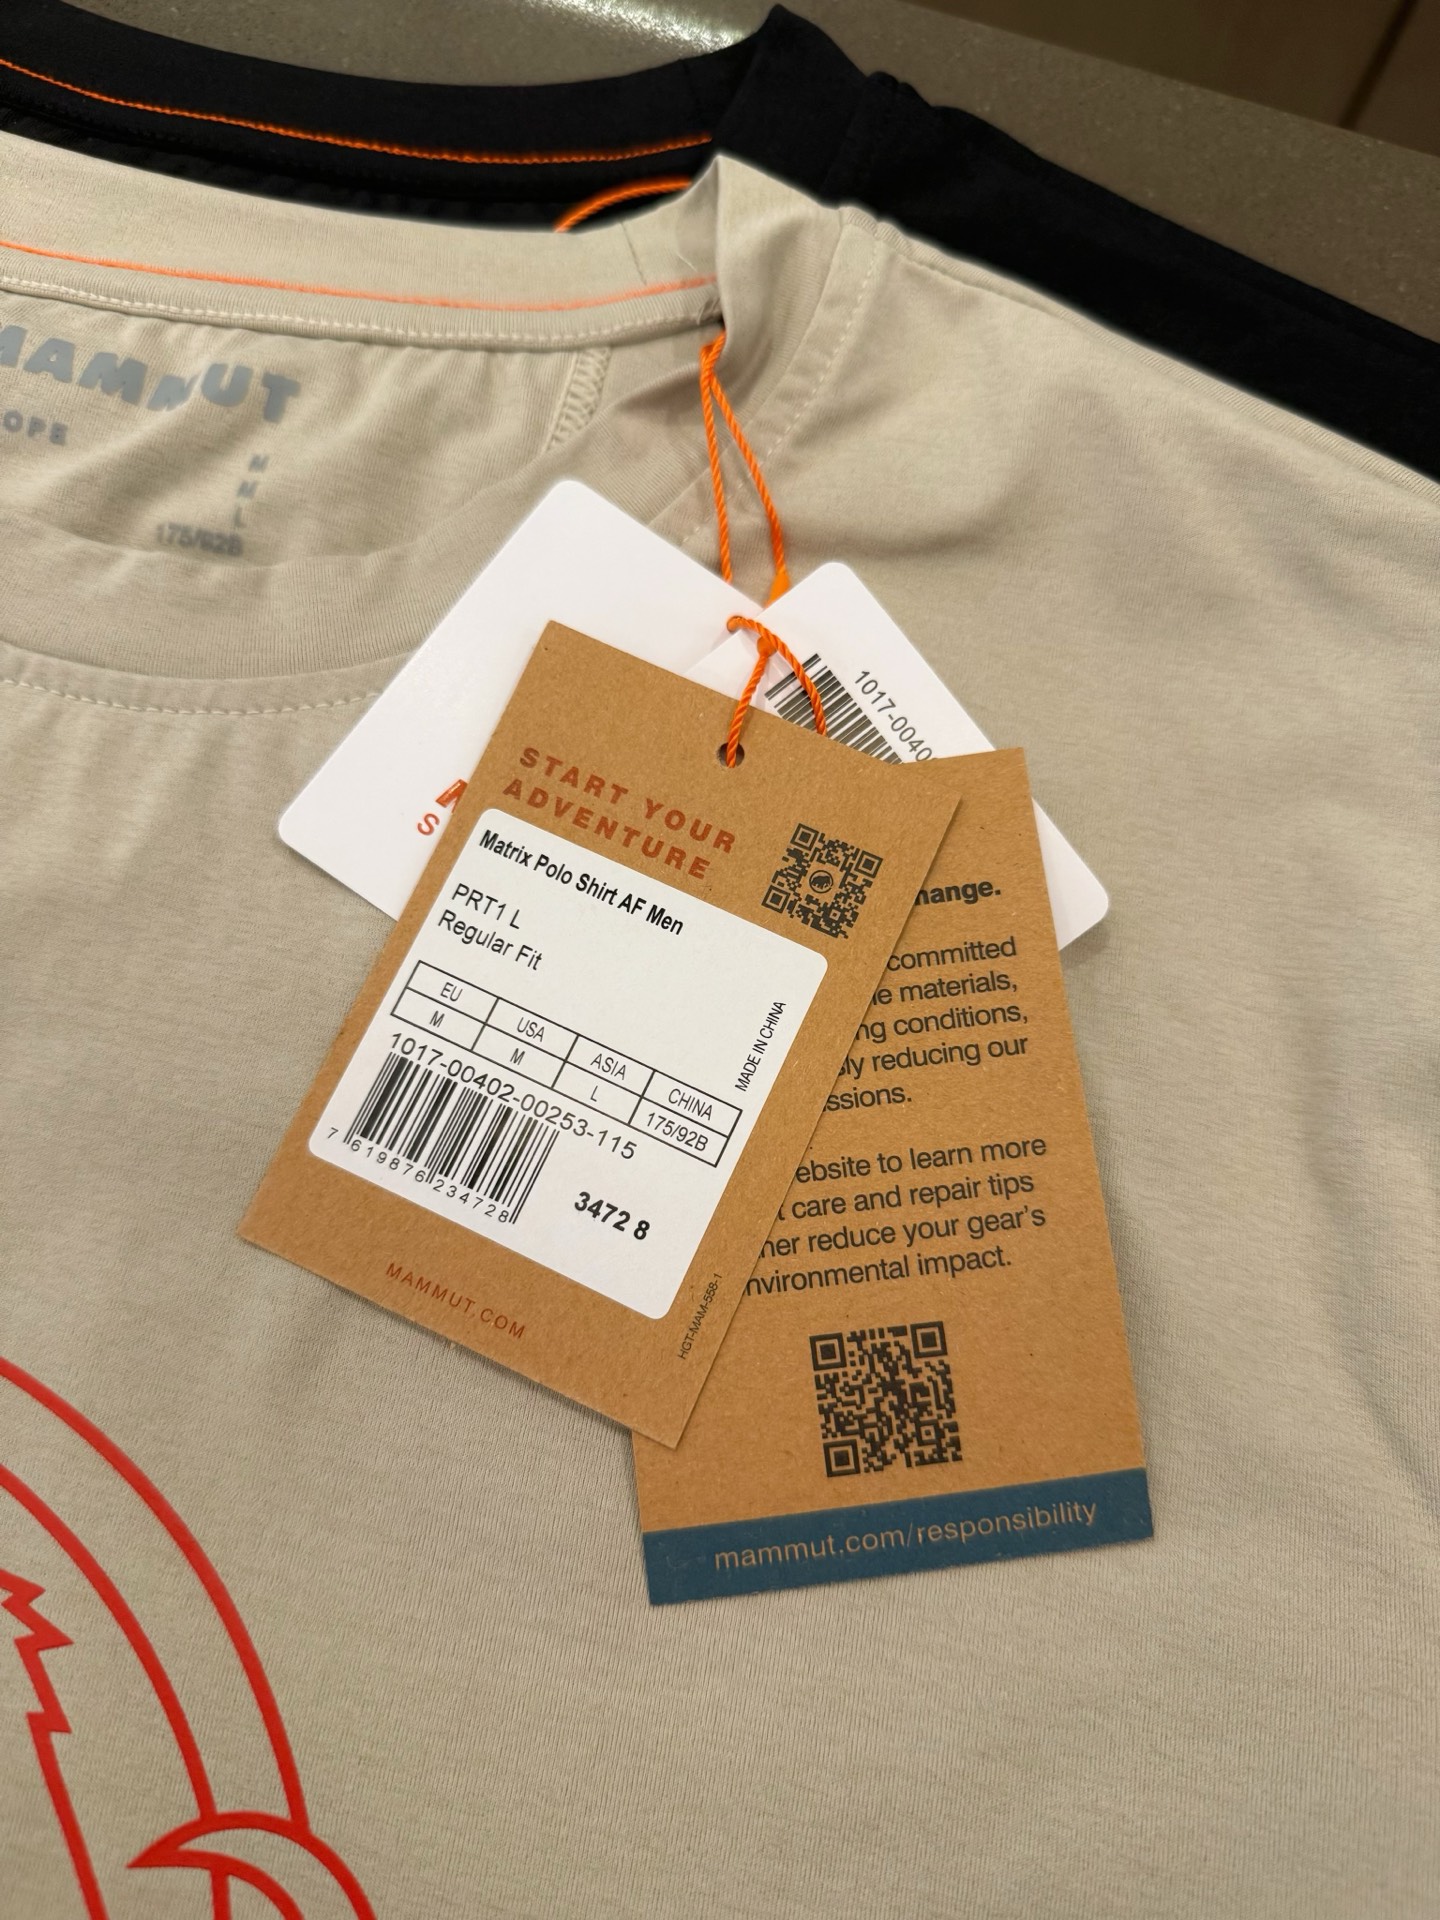 MAMMUT
OPE
M
M
L
175/92B
1017-0040
S
START YOUR
ADVENTURE
Matrix Polo Shirt AF Men
PRT1 L
Regular Fit
EU USA ASIA CHINA
M M L 175/92B
1017-00402-00253-115
7 619876 234728
3472 8
MADE IN CHINA
MAMMUT.COM
HGT-MAM-558-1
hange.
committed
e materials,
ng conditions,
sly reducing our
ssions.
ebsite to learn more
t care and repair tips
her reduce your gear's
nvironmental impact.
mammut.com/responsibility